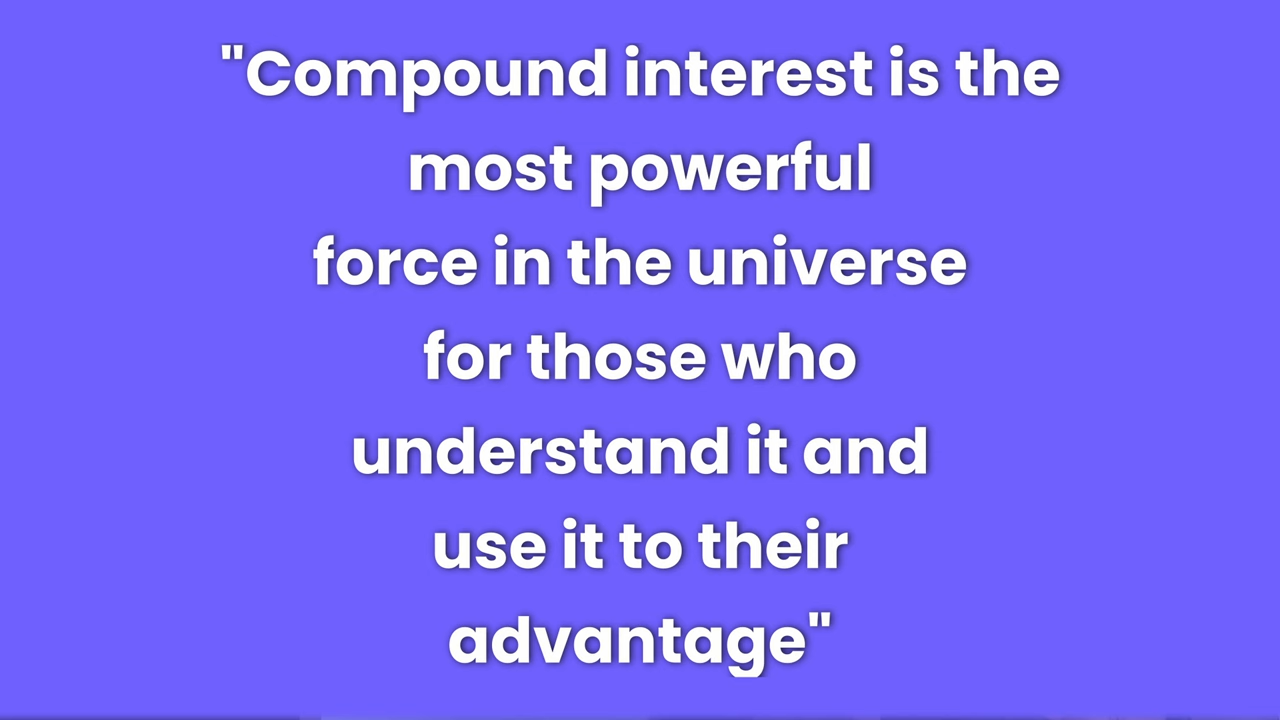 "Compound interest is the
most powerful
force in the universe
for those who
understand it and
use it to their
advantage"